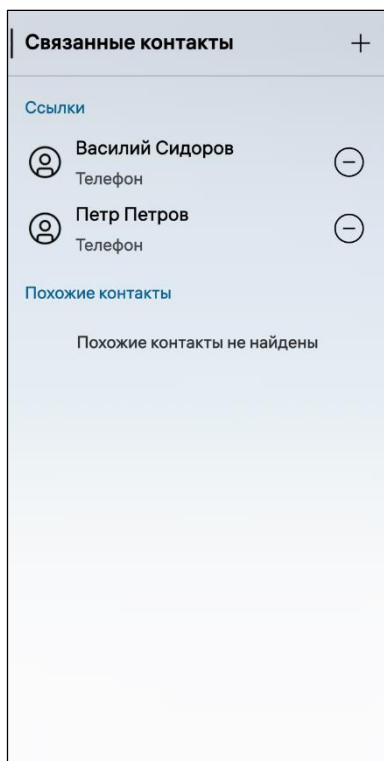 Связанные контакты
Ссылки
Василий Сидоров
Телефон
Петр Петров
Телефон
Похожие контакты
Похожие контакты не найдены